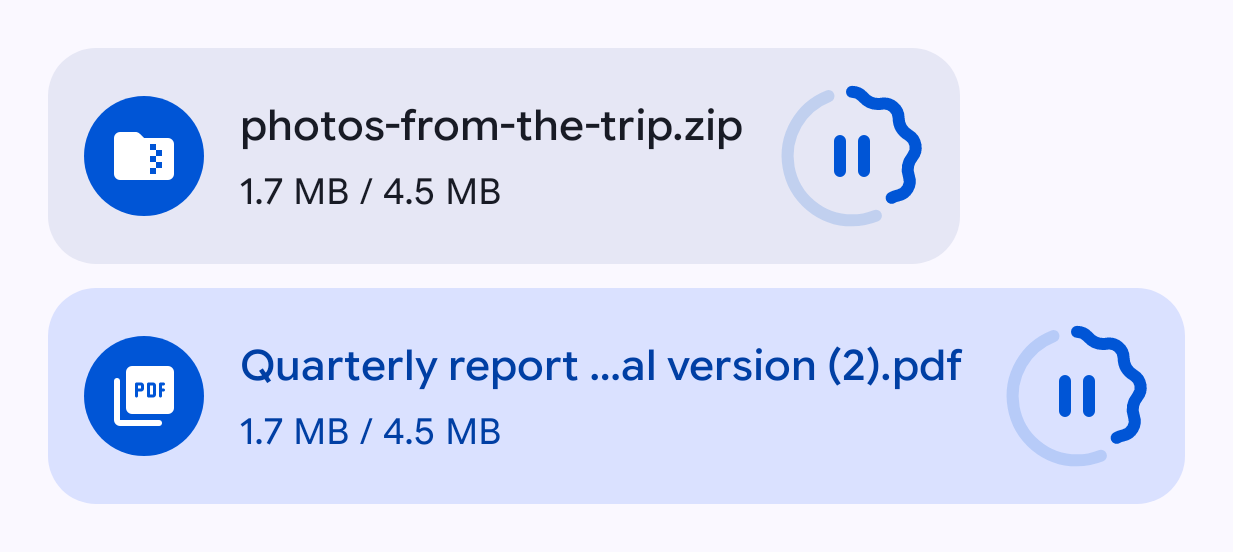 photos-from-the-trip.zip
1.7 MB / 4.5 MB
PDF
Quarterly report ...al version (2).pdf
1.7 MB / 4.5 MB